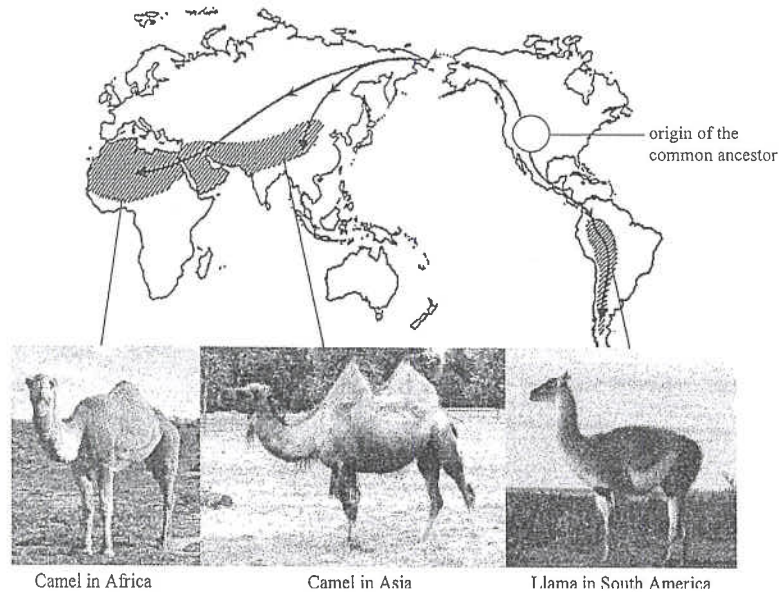 origin of the
common ancestor
Camel in Africa
Camel in Asia
Llama in South America